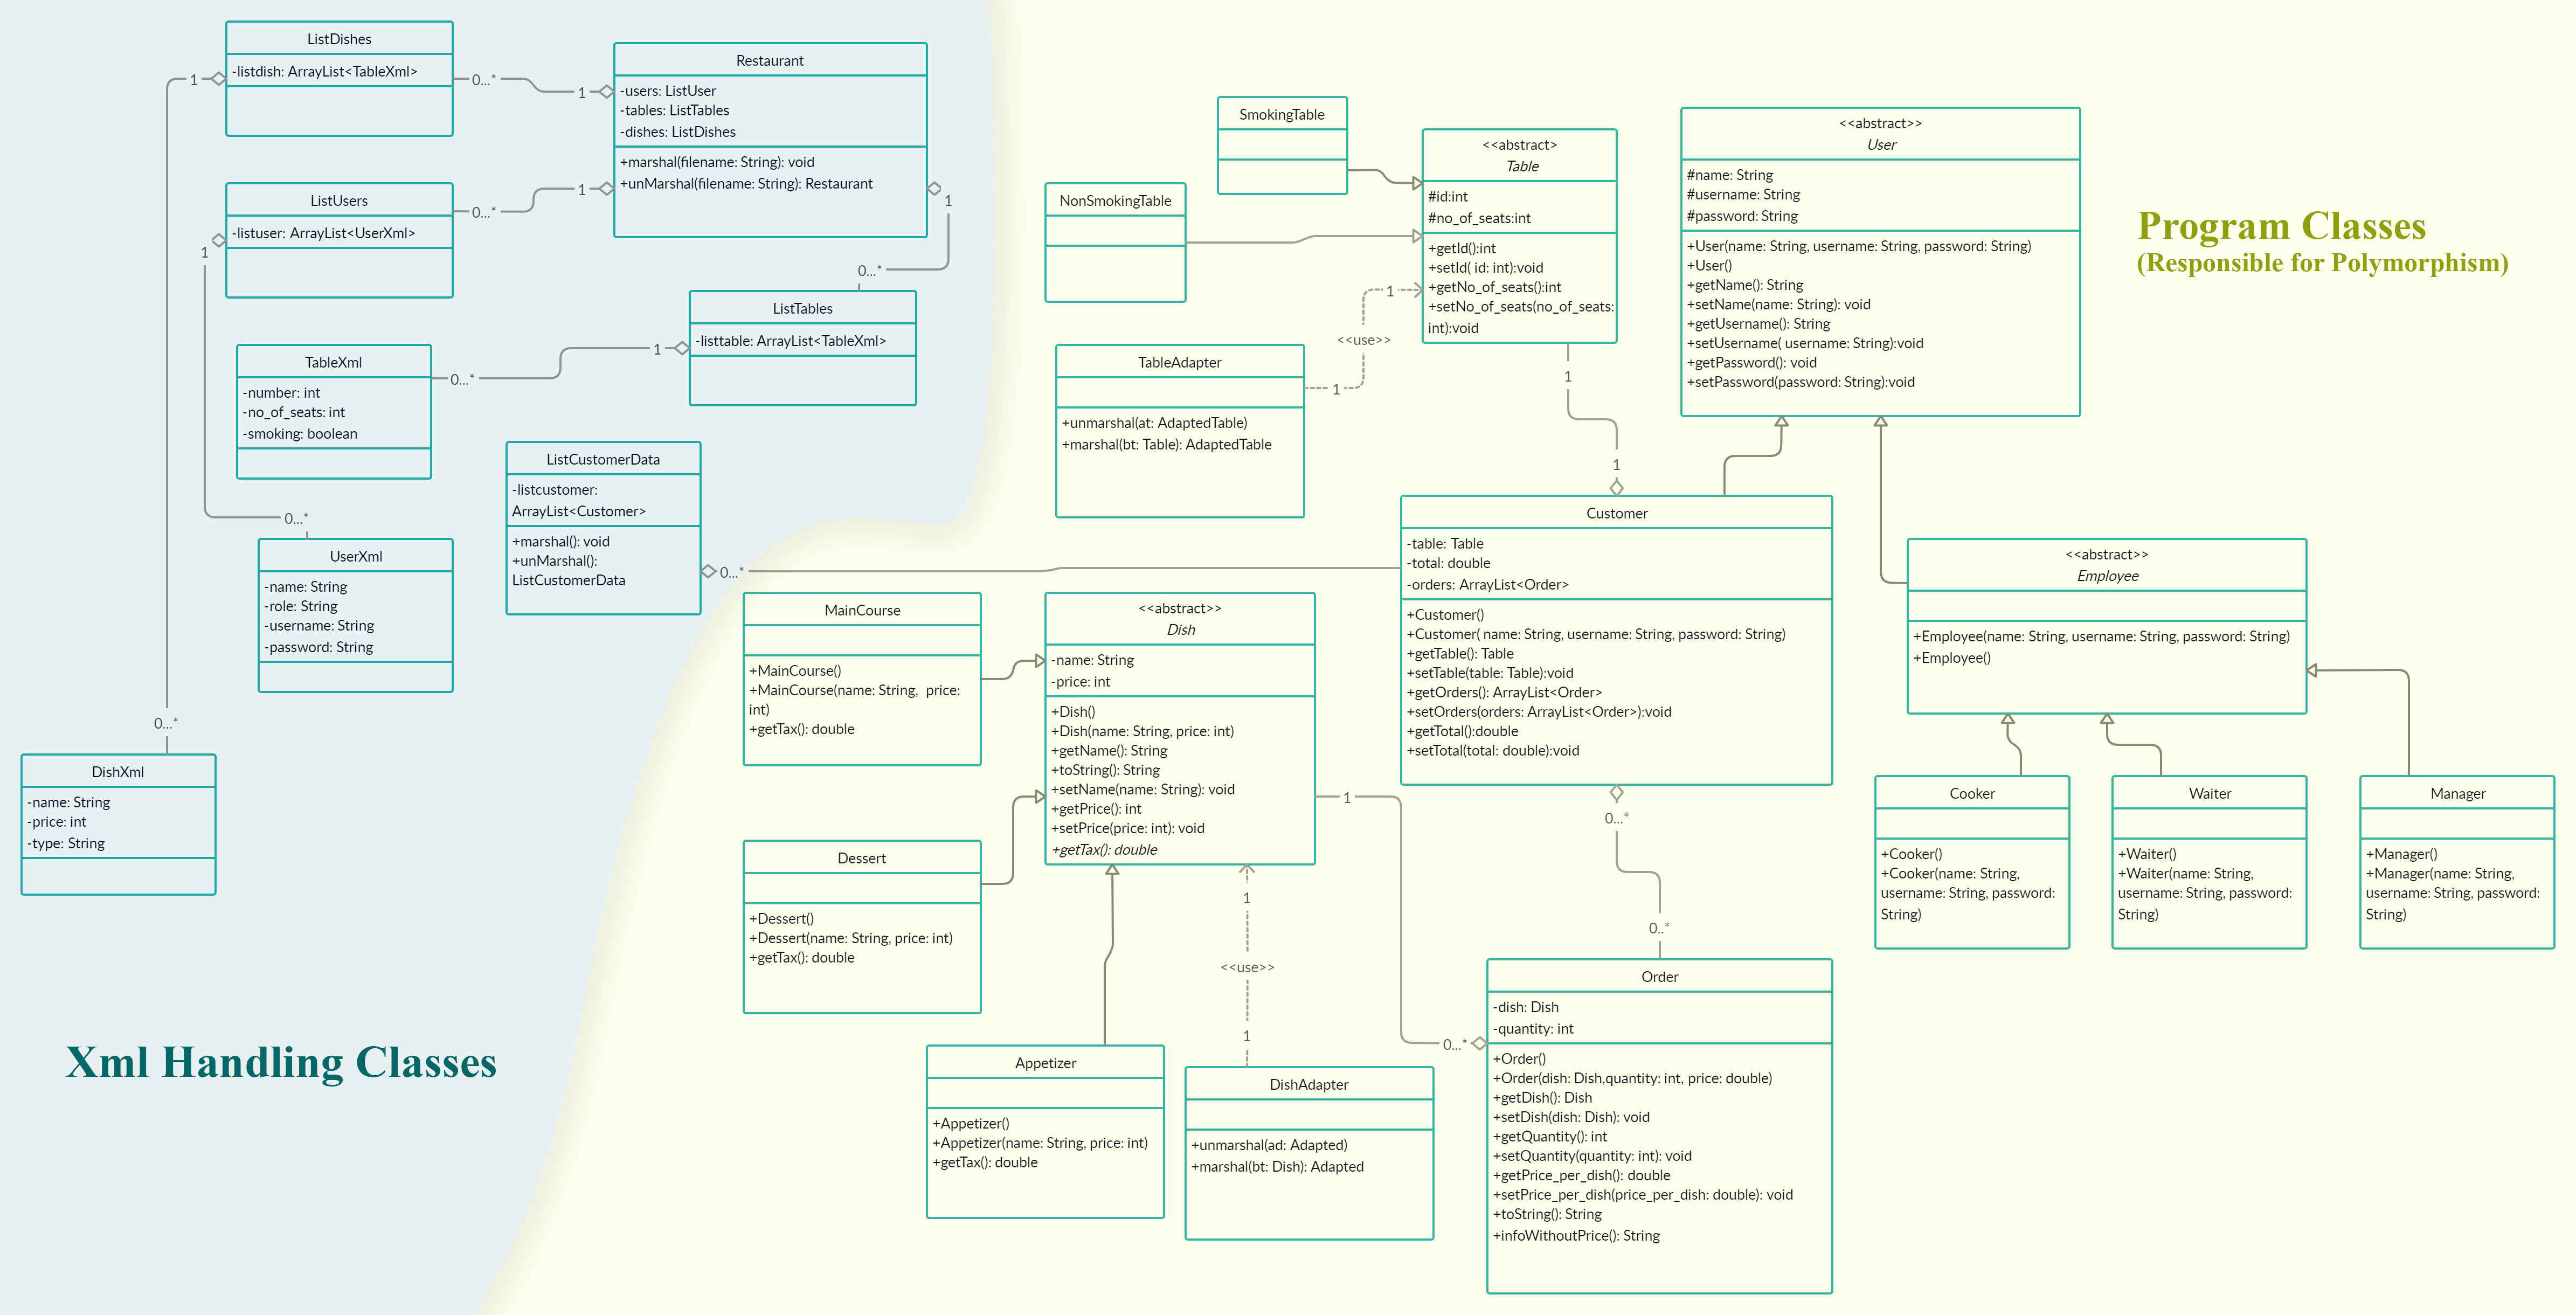 ListDishes
-listdish: ArrayList<TableXml>
1
0...*
1
Restaurant
-users: ListUser
-tables: ListTables
-dishes: ListDishes
+marshal(filename: String): void
+unMarshal(filename: String): Restaurant
ListUsers
-listuser: ArrayList<UserXml>
1
0...*
1
1
0...*
ListTables
-listtable: ArrayList<TableXml>
TableXml
-number: int
-no_of_seats: int
-smoking: boolean
0...*
1
ListCustomerData
-listcustomer:
ArrayList<Customer>
+marshal(): void
+unMarshal():
ListCustomerData
0...*
0...*
UserXml
-name: String
-role: String
-username: String
-password: String
0...*
DishXml
-name: String
-price: int
-type: String
Xml Handling Classes
SmokingTable
NonSmokingTable
<<abstract>
Table
#id:int
#no_of_seats:int
+getId():int
+setId( id: int):void
+getNo_of_seats():int
+setNo_of_seats(no_of_seats:
int):void
1
<<use>>
1
TableAdapter
+unmarshal(at: AdaptedTable)
+marshal(bt: Table): AdaptedTable
<<abstract>>
User
#name: String
#username: String
#password: String
+User(name: String, username: String, password: String)
+User()
+getName(): String
+setName(name: String): void
+getUsername(): String
+setUsername( username: String):void
+getPassword(): void
+setPassword(password: String):void
Program Classes
(Responsible for Polymorphism)
1
1
Customer
-table: Table
-total: double
-orders: ArrayList<Order>
+Customer()
+Customer( name: String, username: String, password: String)
+getTable(): Table
+setTable(table: Table):void
+getOrders(): ArrayList<Order>
+setOrders(orders: ArrayList<Order>):void
+getTotal():double
+setTotal(total: double):void
<<abstract>>
Employee
+Employee(name: String, username: String, password: String)
+Employee()
Cooker
+Cooker()
+Cooker(name: String,
username: String, password:
String)
Waiter
+Waiter()
+Waiter(name: String,
username: String, password:
String)
Manager
+Manager()
+Manager(name: String,
username: String, password:
String)
MainCourse
+MainCourse()
+MainCourse(name: String,  price:
int)
+getTax(): double
<<abstract>>
Dish
-name: String
-price: int
+Dish()
+Dish(name: String, price: int)
+getName(): String
+toString(): String
+setName(name: String): void
+getPrice(): int
+setPrice(price: int): void
+getTax(): double
1
0...*
0...*
0..*
Dessert
+Dessert()
+Dessert(name: String, price: int)
+getTax(): double
1
<<use>>
1
Appetizer
+Appetizer()
+Appetizer(name: String, price: int)
+getTax(): double
DishAdapter
+unmarshal(ad: Adapted)
+marshal(bt: Dish): Adapted
Order
-dish: Dish
-quantity: int
+Order()
+Order(dish: Dish,quantity: int, price: double)
+getDish(): Dish
+setDish(dish: Dish): void
+getQuantity(): int
+setQuantity(quantity: int): void
+getPrice_per_dish(): double
+setPrice_per_dish(price_per_dish: double): void
+toString(): String
+infoWithoutPrice(): String